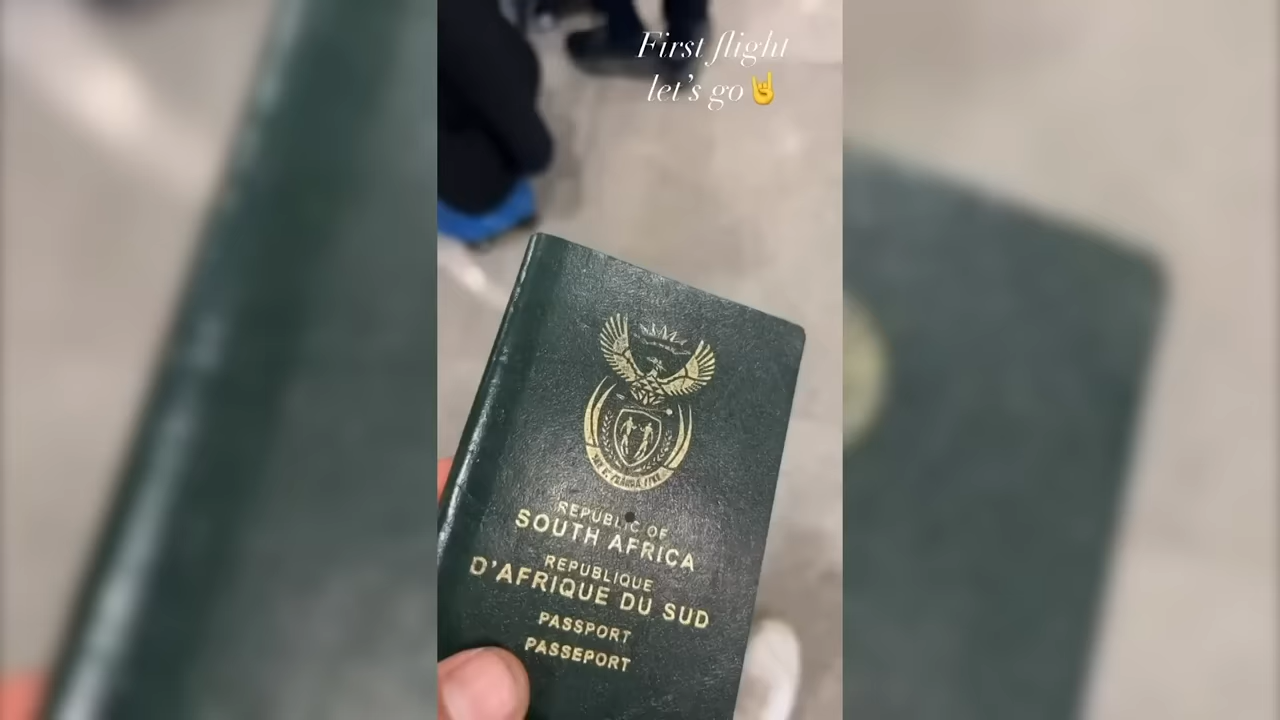 First flight
let's go🤘
REPUBLIC OF
SOUTH AFRICA
REPUBLIQUE
D'AFRIQUE DU SUD
PASSPORT
PASSEPORT